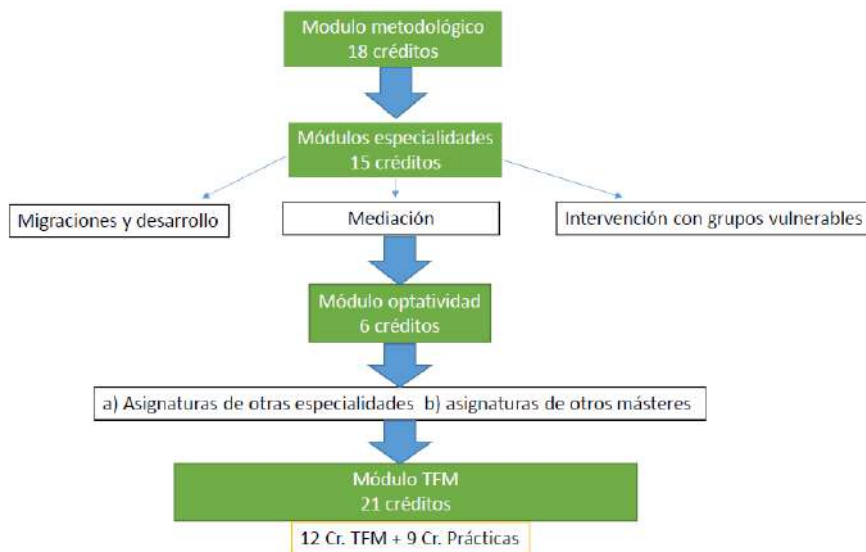 Modulo metodológico
18 créditos
Módulos especialidades
15 créditos
Migraciones y desarrollo
Mediación
Intervención con grupos vulnerables
Módulo optatividad
6 créditos
a) Asignaturas de otras especialidades b) asignaturas de otros másteres
Módulo TFM
21 créditos
12 Cr. TFM + 9 Cr. Prácticas